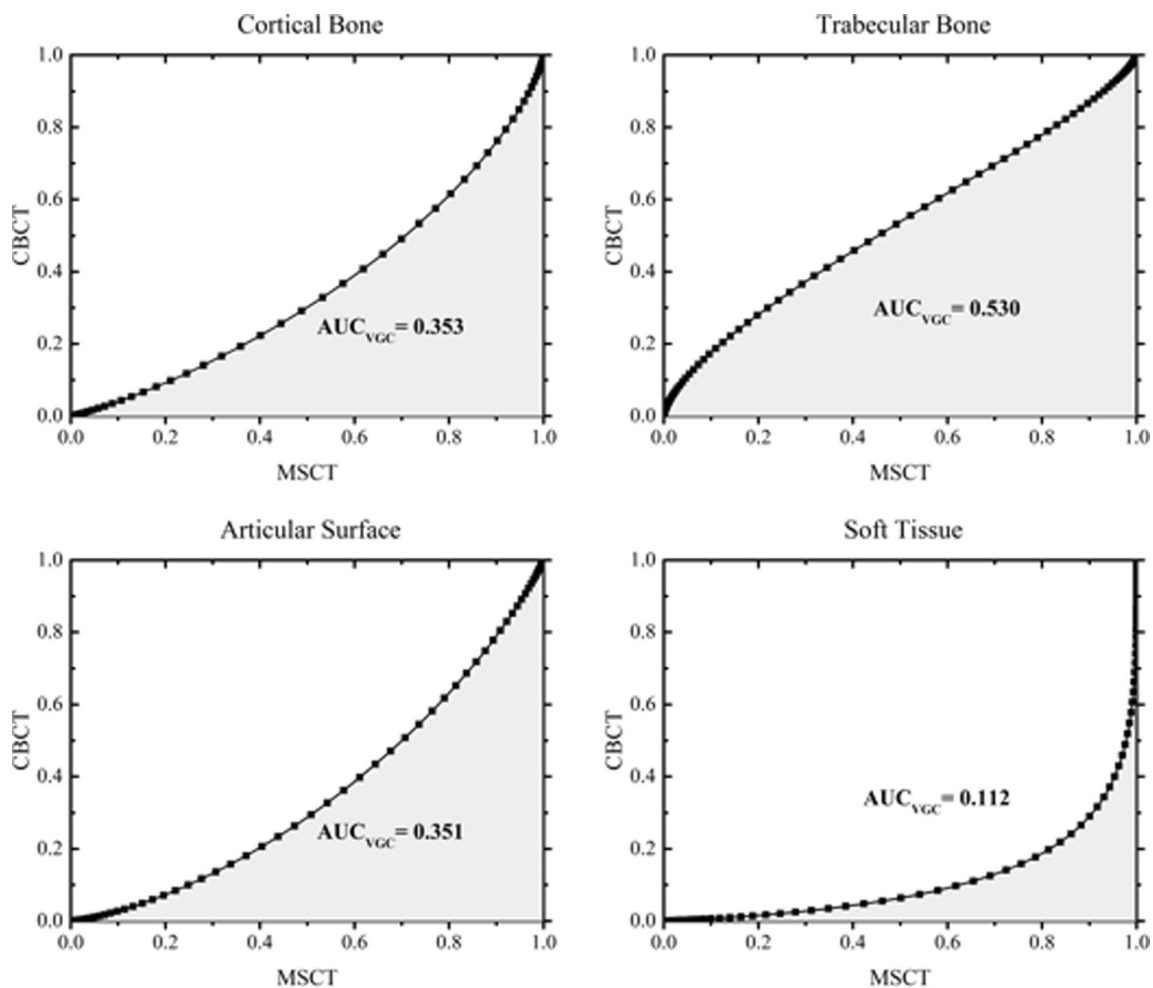 Cortical Bone
1.0
0.8
0.6
0.4
0.2
0.0
CBCT
AUC_VGC= 0.353
0.0 0.2 0.4 0.6 0.8 1.0
MSCT
Trabecular Bone
1.0
0.8
0.6
0.4
0.2
0.0
CBCT
AUC_VGC= 0.530
0.0 0.2 0.4 0.6 0.8 1.0
MSCT
Articular Surface
1.0
0.8
0.6
0.4
0.2
0.0
CBCT
AUC_VGC= 0.351
0.0 0.2 0.4 0.6 0.8 1.0
MSCT
Soft Tissue
1.0
0.8
0.6
0.4
0.2
0.0
CBCT
AUC_VGC= 0.112
0.0 0.2 0.4 0.6 0.8 1.0
MSCT